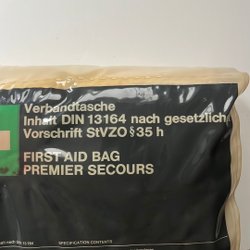 Verbandtasche
Inhalt DIN 13164 nach gesetzlich
Vorschrift StVZO § 35 h
FIRST AID BAG
PREMIER SECOURS
SPECIFICATION CONTENTS